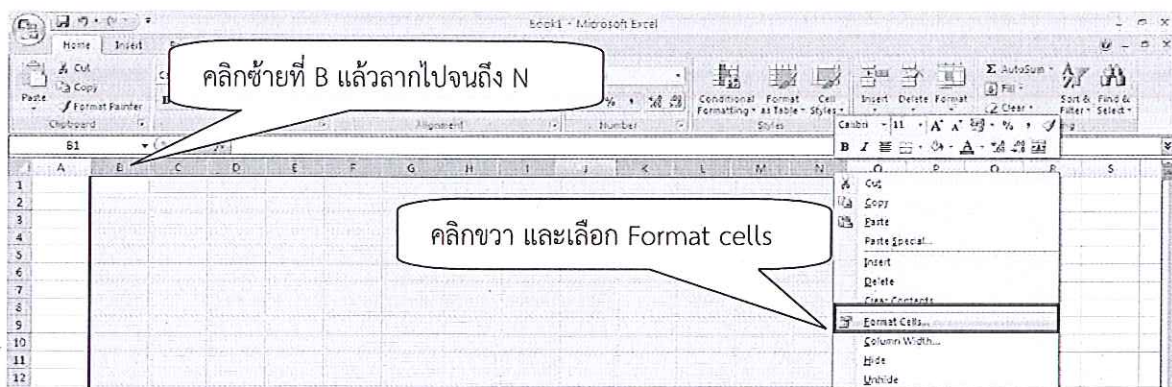 Book1 - Microsoft Excel
Home Insert
คลิกซ้ายที่ B แล้วลากไปจนถึง N
Cut
Copy
Paste
Format Painter
Clipboard
Alignment
Number
Conditional Formatting
Format as Table
Cell Styles
Styles
Insert Delete Format
AutoSum
Fill
Clear
Sort & Filter
Find & Select
Calibri 11
B1
A B C D E F G H I J K L M N O P Q R S
1
2
3
4
5
6
7
8
9
10
11
12
คลิกขวา และเลือก Format cells
Cut
Copy
Paste
Paste Special...
Insert
Delete
Clear Contents
Format Cells...
Column Width...
Hide
Unhide